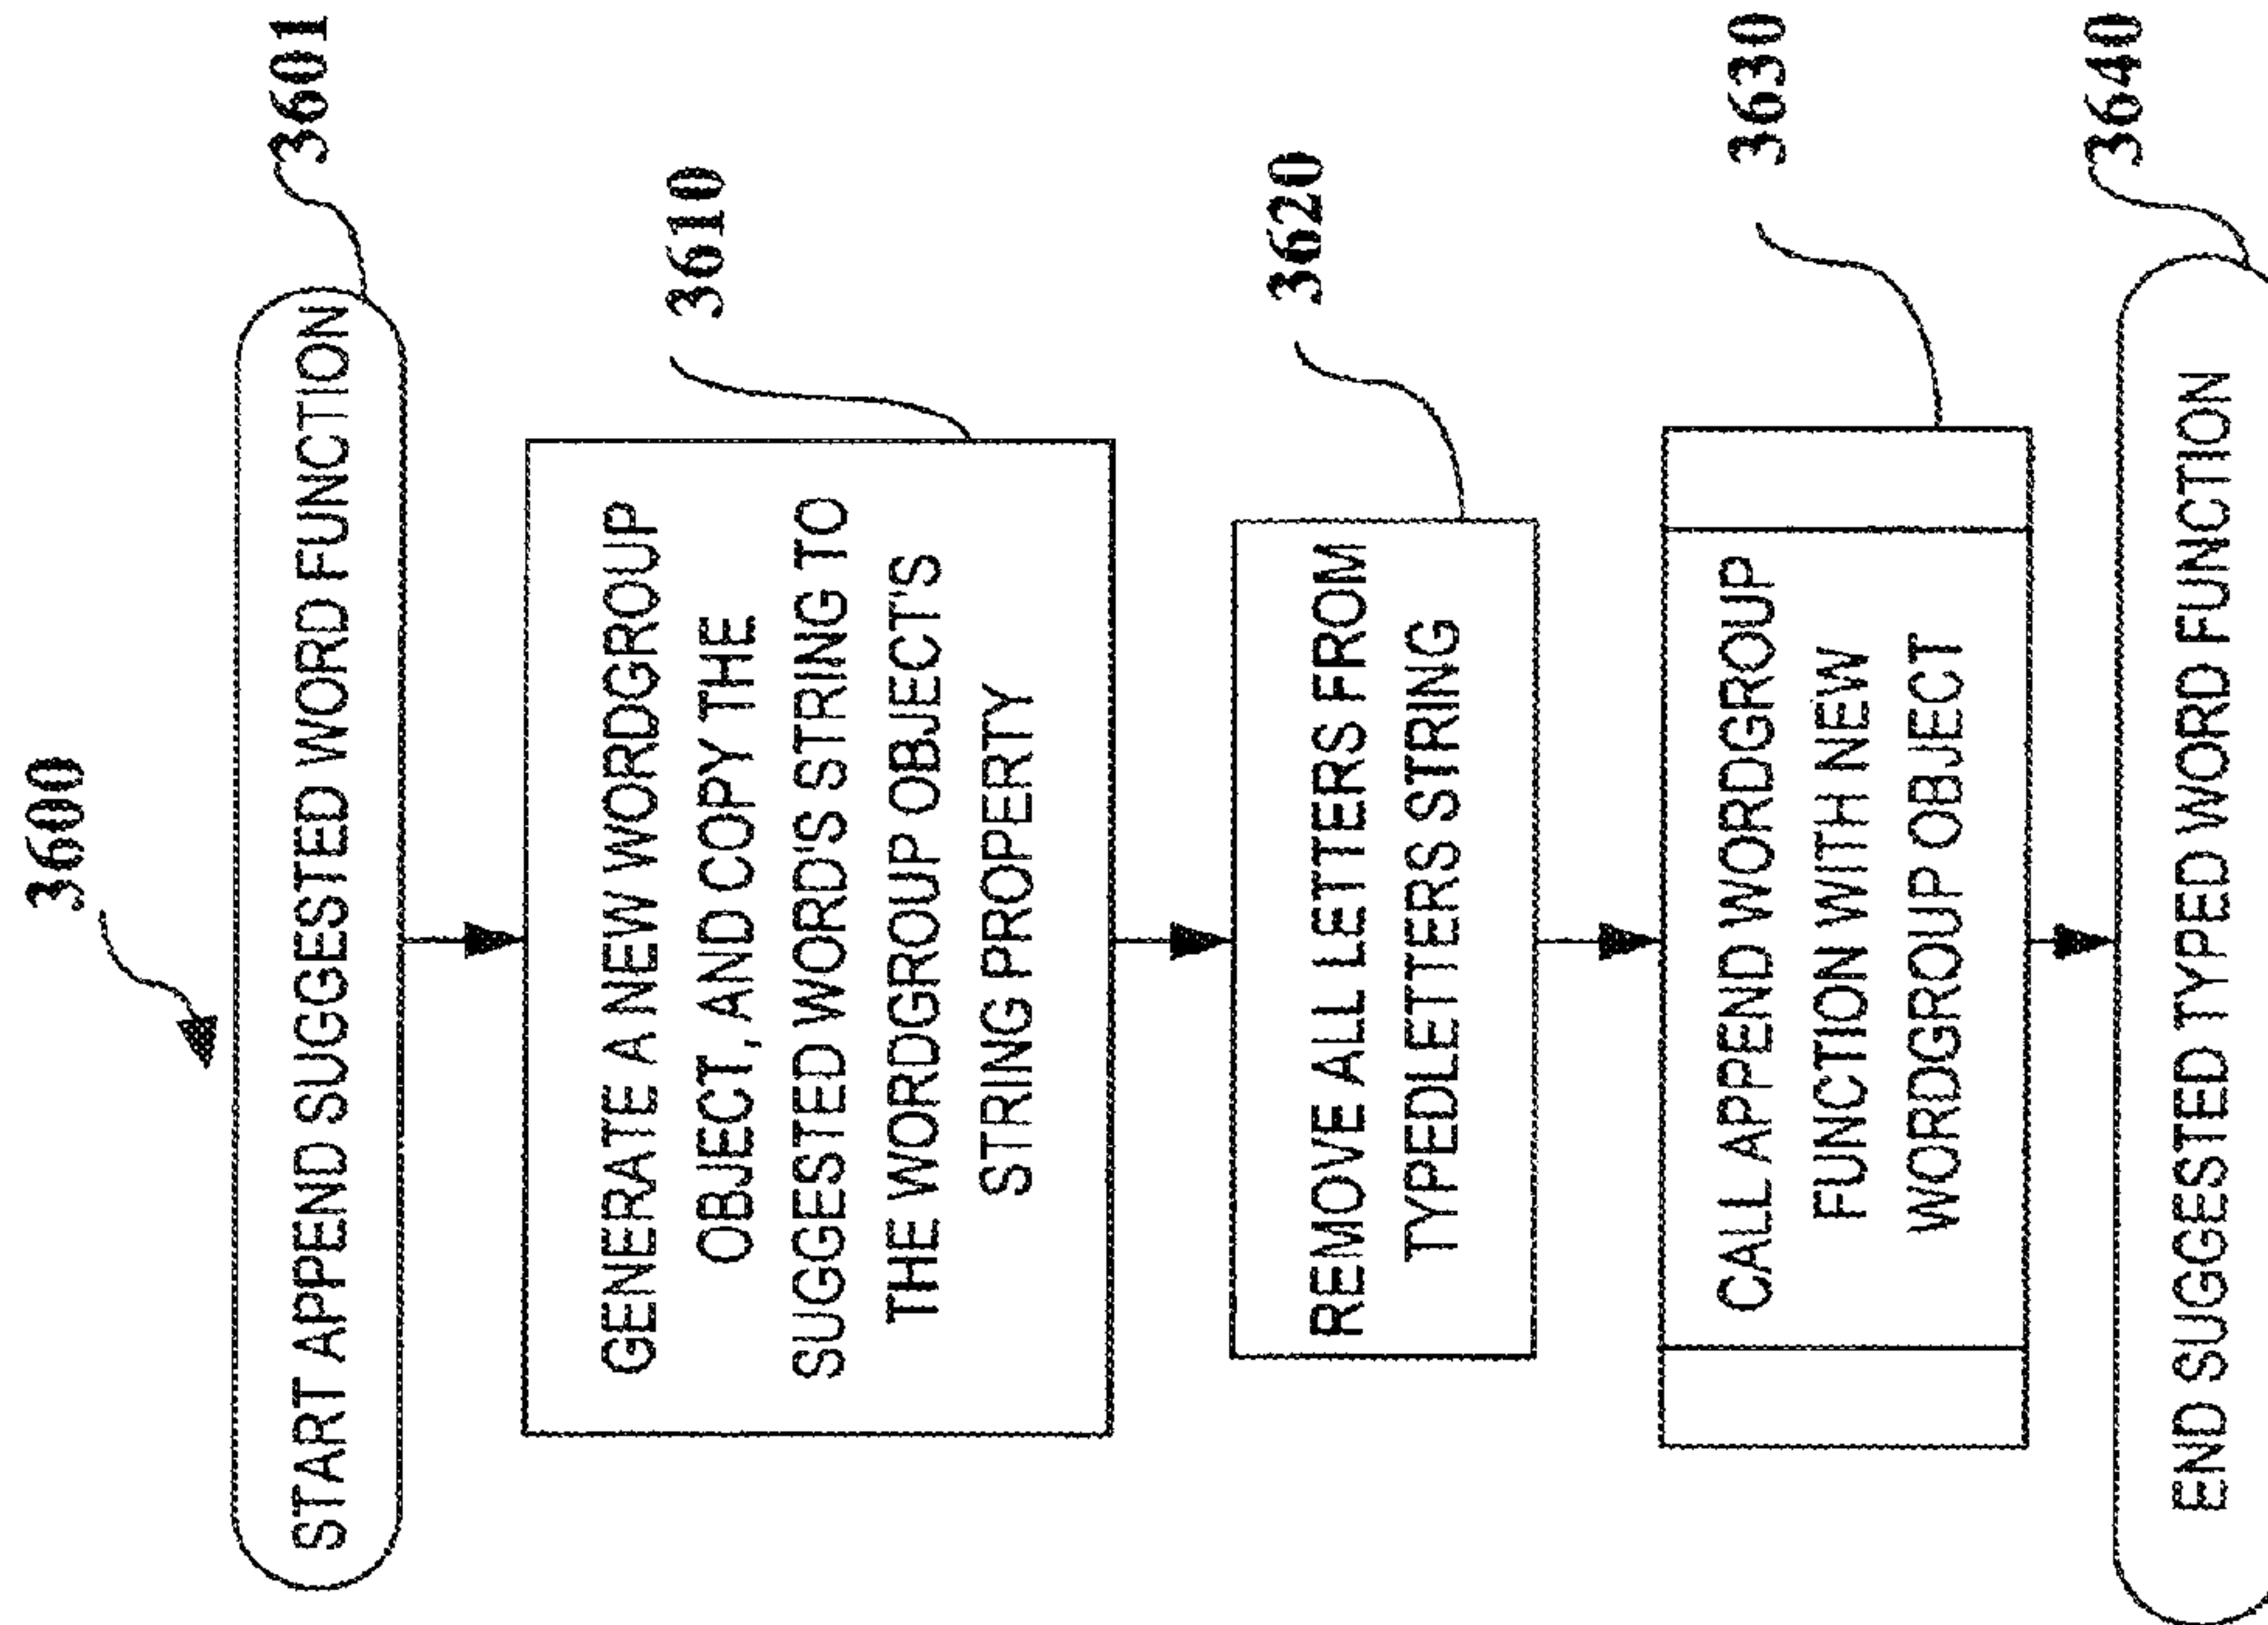 3600
START APPEND SUGGESTED WORD FUNCTION
3601
GENERATE A NEW WORDGROUP
OBJECT, AND COPY THE
SUGGESTED WORD'S STRING TO
THE WORDGROUP OBJECT'S
STRING PROPERTY
3610
REMOVE ALL LETTERS FROM
TYPEDLETTERS STRING
3620
CALL APPEND WORDGROUP
FUNCTION WITH NEW
WORDGROUP OBJECT
3630
END SUGGESTED TYPED WORD FUNCTION
3640